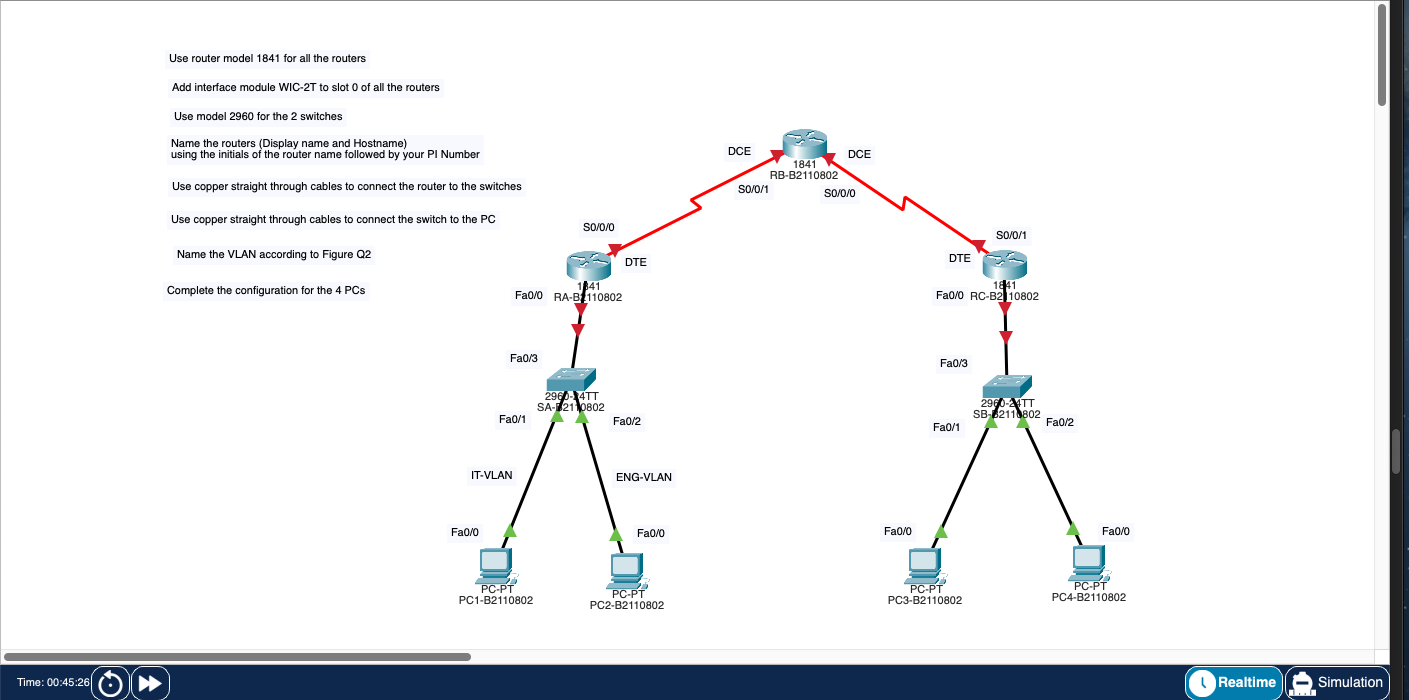 Use router model 1841 for all the routers
Add interface module WIC-2T to slot 0 of all the routers
Use model 2960 for the 2 switches
Name the routers (Display name and Hostname)
using the initials of the router name followed by your PI Number
Use copper straight through cables to connect the router to the switches
Use copper straight through cables to connect the switch to the PC
Name the VLAN according to Figure Q2
Complete the configuration for the 4 PCs
DCE
DCE
1841
RB-B2110802
S0/0/1
S0/0/0
S0/0/0
DTE
1841
RA-B2110802
Fa0/0
S0/0/1
DTE
1841
RC-B2110802
Fa0/0
Fa0/3
2960-24TT
SA-B2110802
Fa0/1
Fa0/2
Fa0/3
2960-24TT
SB-B2110802
Fa0/1
Fa0/2
IT-VLAN
ENG-VLAN
Fa0/0
Fa0/0
Fa0/0
Fa0/0
PC-PT
PC1-B2110802
PC-PT
PC2-B2110802
PC-PT
PC3-B2110802
PC-PT
PC4-B2110802
Time: 00:45:26
Realtime
Simulation